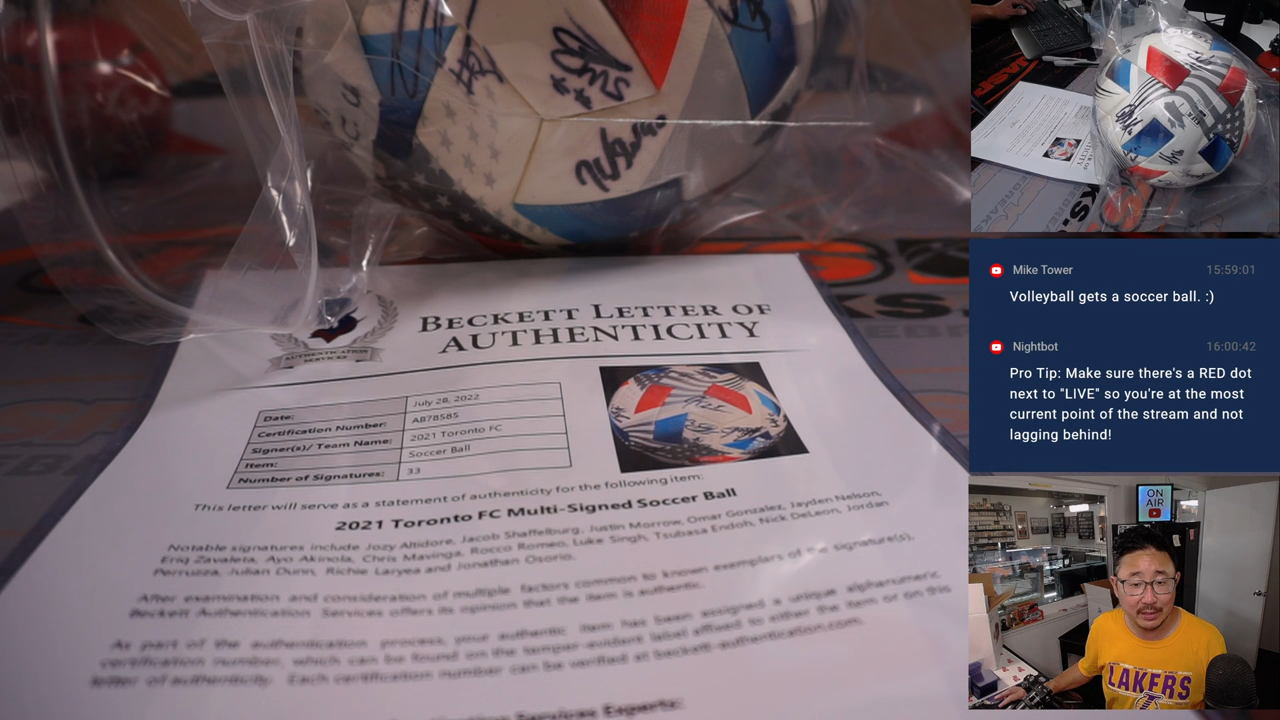 BECKETT LETTER OF
AUTHENTICITY
AUTHENTICATION
SERVICES
Date: July 28, 2022
Certification Number: AB78585
Signer(s)/ Team Name: 2021 Toronto FC
Item: Soccer Ball
Number of Signatures: 33
This letter will serve as a statement of authenticity for the following item:
2021 Toronto FC Multi-Signed Soccer Ball
Notable signatures include Jozy Altidore, Jacob Shaffelburg, Justin Morrow, Omar Gonzalez, Jayden Nelson,
Eriq Zavaleta, Ayo Akinola, Chris Mavinga, Rocco Romeo, Luke Singh, Tsubasa Endoh, Nick DeLeon, Jordan
Perruzza, Julian Dunn, Richie Laryea and Jonathan Osorio.
After examination and consideration of multiple factors common to known exemplars of the signature(s),
Beckett Authentication Services offers its opinion that the item is authentic.
As part of the authentication process, your authentic item has been assigned a unique alphanumeric
certification number, which can be found on the tamper-evident label affixed to either the item or on this
letter of authenticity. Each certification number can be verified at beckett-authentication.com.
Services Experts:
Mike Tower 15:59:01
Volleyball gets a soccer ball. :)
Nightbot 16:00:42
Pro Tip: Make sure there's a RED dot
next to "LIVE" so you're at the most
current point of the stream and not
lagging behind!
ON
AIR
LAKERS